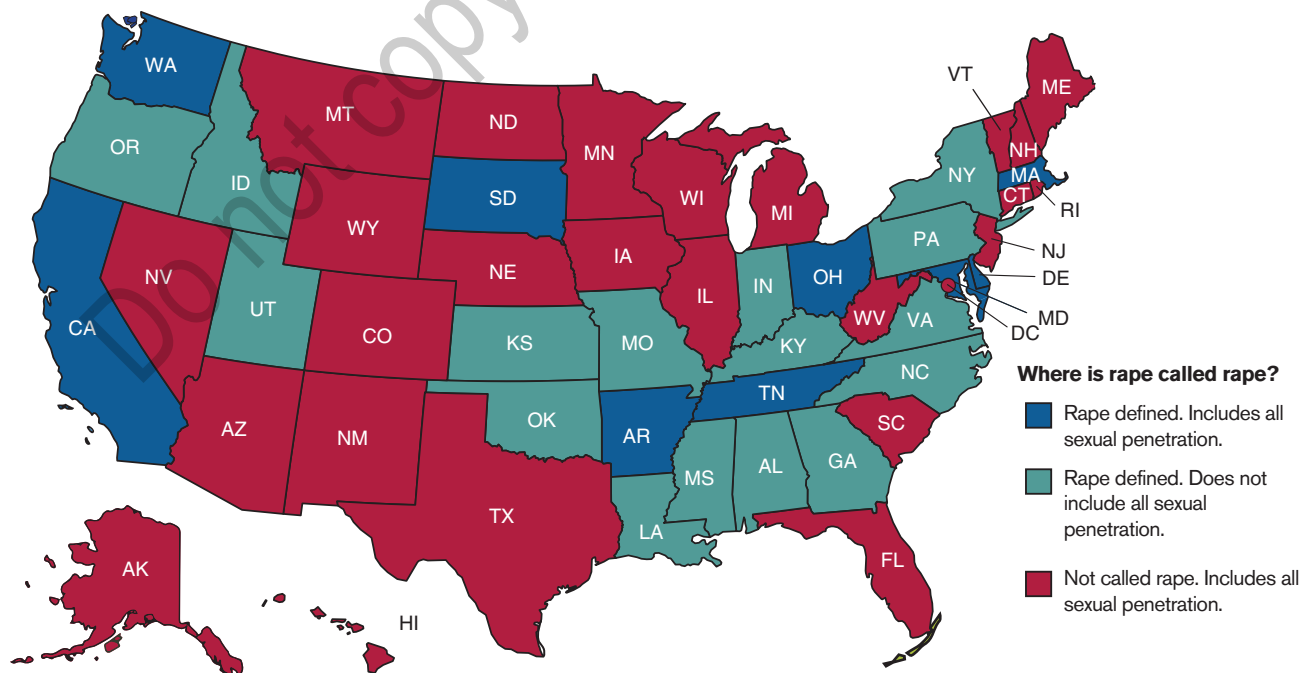 Do not copy
WA
MT
ND
MN
VT
ME
OR
ID
SD
WI
MI
NY
NH
MA
CT
RI
WY
IA
PA
NJ
NV
NE
OH
DE
UT
IL
IN
WV
VA
MD
DC
CA
CO
KS
MO
KY
NC
TN
AZ
NM
OK
AR
SC
MS
AL
GA
TX
LA
FL
AK
HI
Where is rape called rape?
Rape defined. Includes all
sexual penetration.
Rape defined. Does not
include all sexual
penetration.
Not called rape. Includes all
sexual penetration.